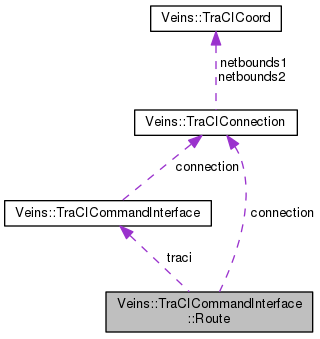 Veins::TraCICoord
netbounds1
netbounds2
Veins::TraCIConnection
connection
Veins::TraCICommandInterface
connection
traci
Veins::TraCICommandInterface
::Route